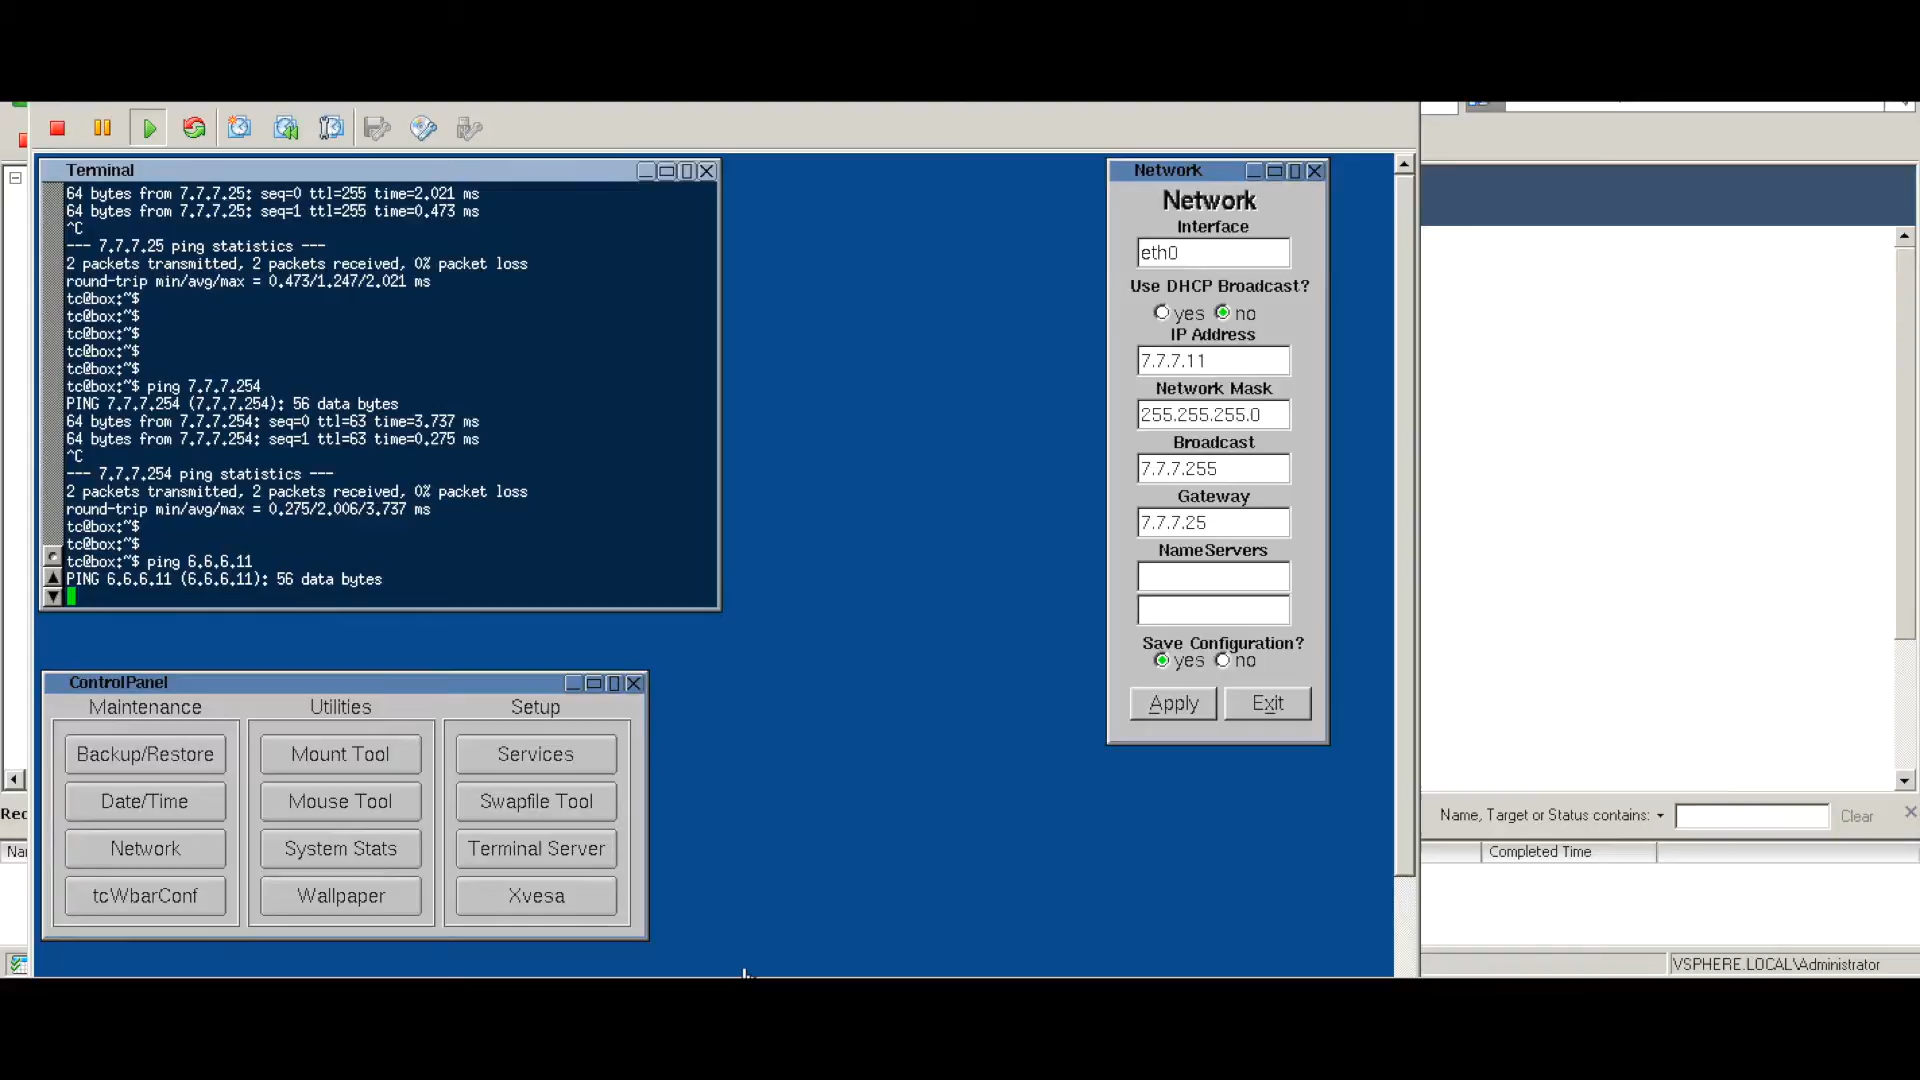 Terminal
64 bytes from 7.7.7.25: seq=0 ttl=255 time=2.021 ms
64 bytes from 7.7.7.25: seq=1 ttl=255 time=0.473 ms
^C
--- 7.7.7.25 ping statistics ---
2 packets transmitted, 2 packets received, 0% packet loss
round-trip min/avg/max = 0.473/1.247/2.021 ms
tc@box:~$
tc@box:~$
tc@box:~$
tc@box:~$
tc@box:~$
tc@box:~$ ping 7.7.7.254
PING 7.7.7.254 (7.7.7.254): 56 data bytes
64 bytes from 7.7.7.254: seq=0 ttl=63 time=3.737 ms
64 bytes from 7.7.7.254: seq=1 ttl=63 time=0.275 ms
^C
--- 7.7.7.254 ping statistics ---
2 packets transmitted, 2 packets received, 0% packet loss
round-trip min/avg/max = 0.275/2.006/3.737 ms
tc@box:~$
tc@box:~$
tc@box:~$ ping 6.6.6.11
PING 6.6.6.11 (6.6.6.11): 56 data bytes
Network
Network
Interface
eth0
Use DHCP Broadcast?
yes no
IP Address
7.7.7.11
Network Mask
255.255.255.0
Broadcast
7.7.7.255
Gateway
7.7.7.25
NameServers
Save Configuration?
yes no
Apply Exit
ControlPanel
Maintenance Utilities Setup
Backup/Restore Mount Tool Services
Date/Time Mouse Tool Swapfile Tool
Network System Stats Terminal Server
tcWbarConf Wallpaper Xvesa
Name, Target or Status contains: Clear
Completed Time
VSPHERE.LOCAL\Administrator